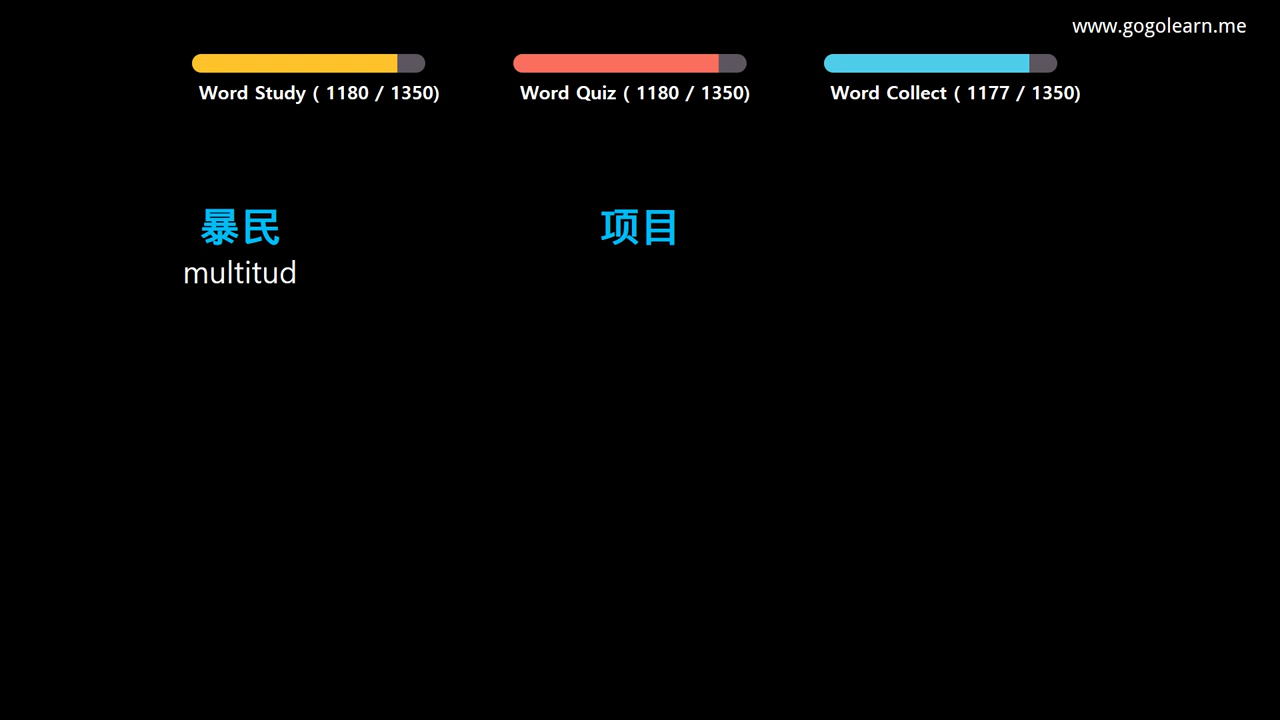 www.gogolearn.me
Word Study ( 1180 / 1350)
Word Quiz ( 1180 / 1350)
Word Collect ( 1177 / 1350)
暴民
项目
multitud